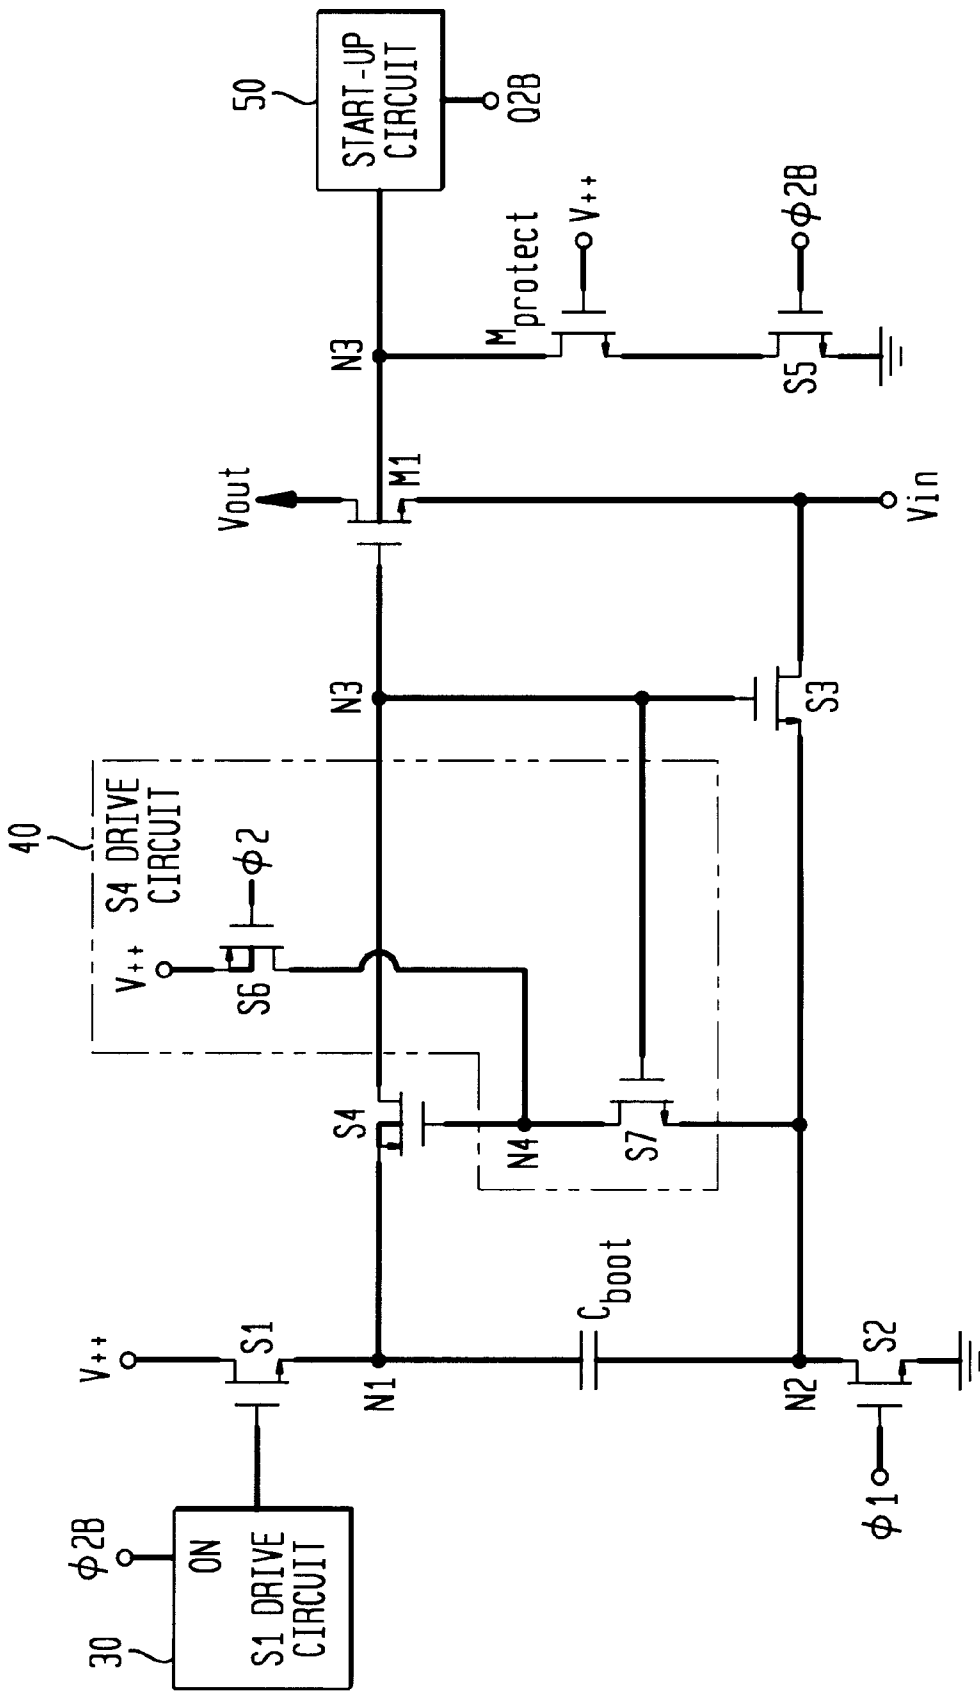 30
φ2B
ON
S1 DRIVE
CIRCUIT
V++
S1
N1
Cboot
N2
φ1
S2
40
S4 DRIVE
CIRCUIT
V++
φ2
S6
S4
N4
S7
N3
S3
Vout
M1
Vin
N3
Mprotect
V++
S5
φ2B
50
START-UP
CIRCUIT
Q2B